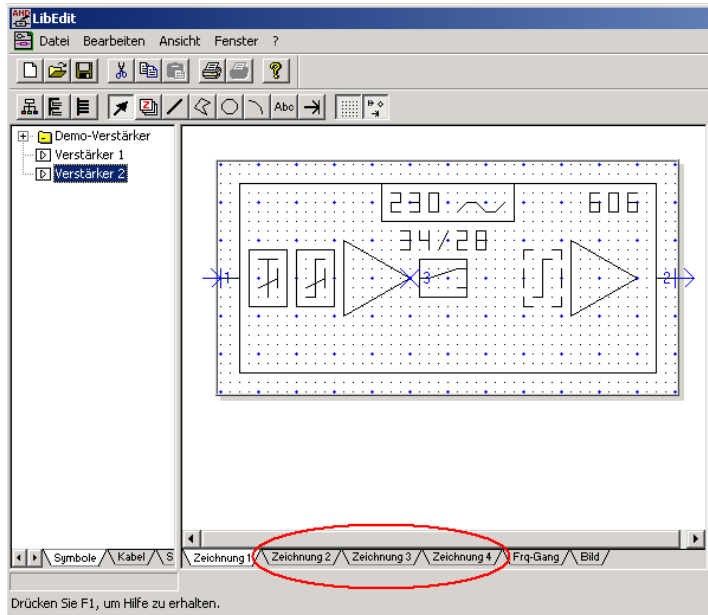 LibEdit
Datei Bearbeiten Ansicht Fenster ?
Abc
Demo-Verstärker
Verstärker 1
Verstärker 2
230 606
34/28
1 3 2
Symbole Kabel S Zeichnung 1 Zeichnung 2 Zeichnung 3 Zeichnung 4 Frq-Gang Bild
Drücken Sie F1, um Hilfe zu erhalten.